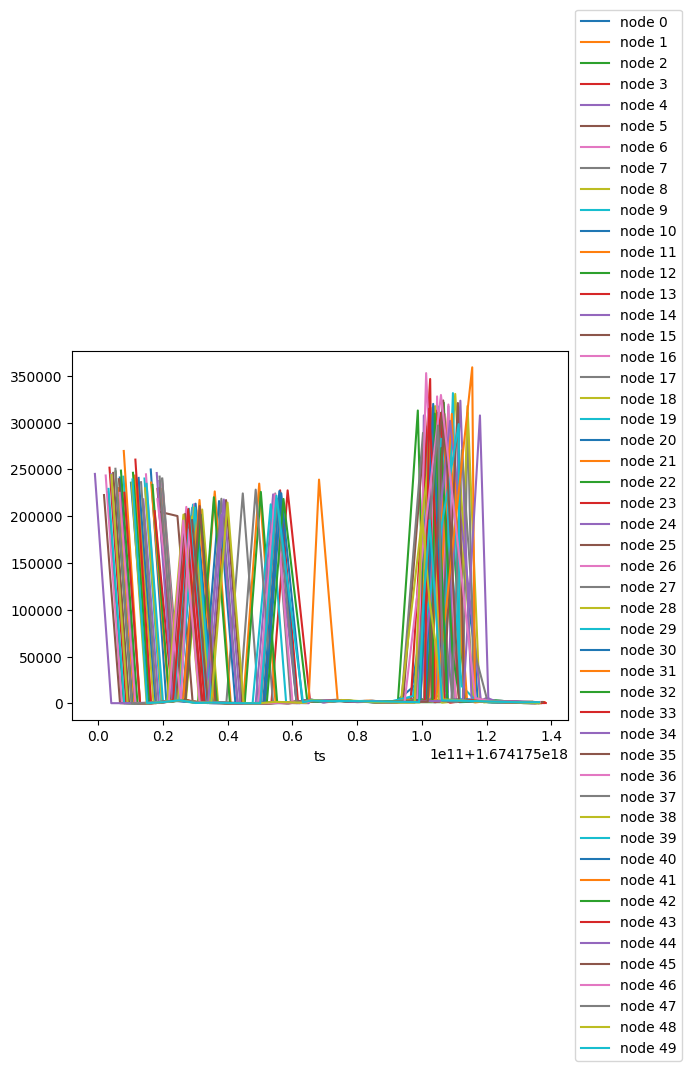 350000
300000
250000
200000
150000
100000
50000
0
0.0 0.2 0.4 0.6 0.8 1.0 1.2 1.4
1e11+1.674175e18
ts
node 0
node 1
node 2
node 3
node 4
node 5
node 6
node 7
node 8
node 9
node 10
node 11
node 12
node 13
node 14
node 15
node 16
node 17
node 18
node 19
node 20
node 21
node 22
node 23
node 24
node 25
node 26
node 27
node 28
node 29
node 30
node 31
node 32
node 33
node 34
node 35
node 36
node 37
node 38
node 39
node 40
node 41
node 42
node 43
node 44
node 45
node 46
node 47
node 48
node 49